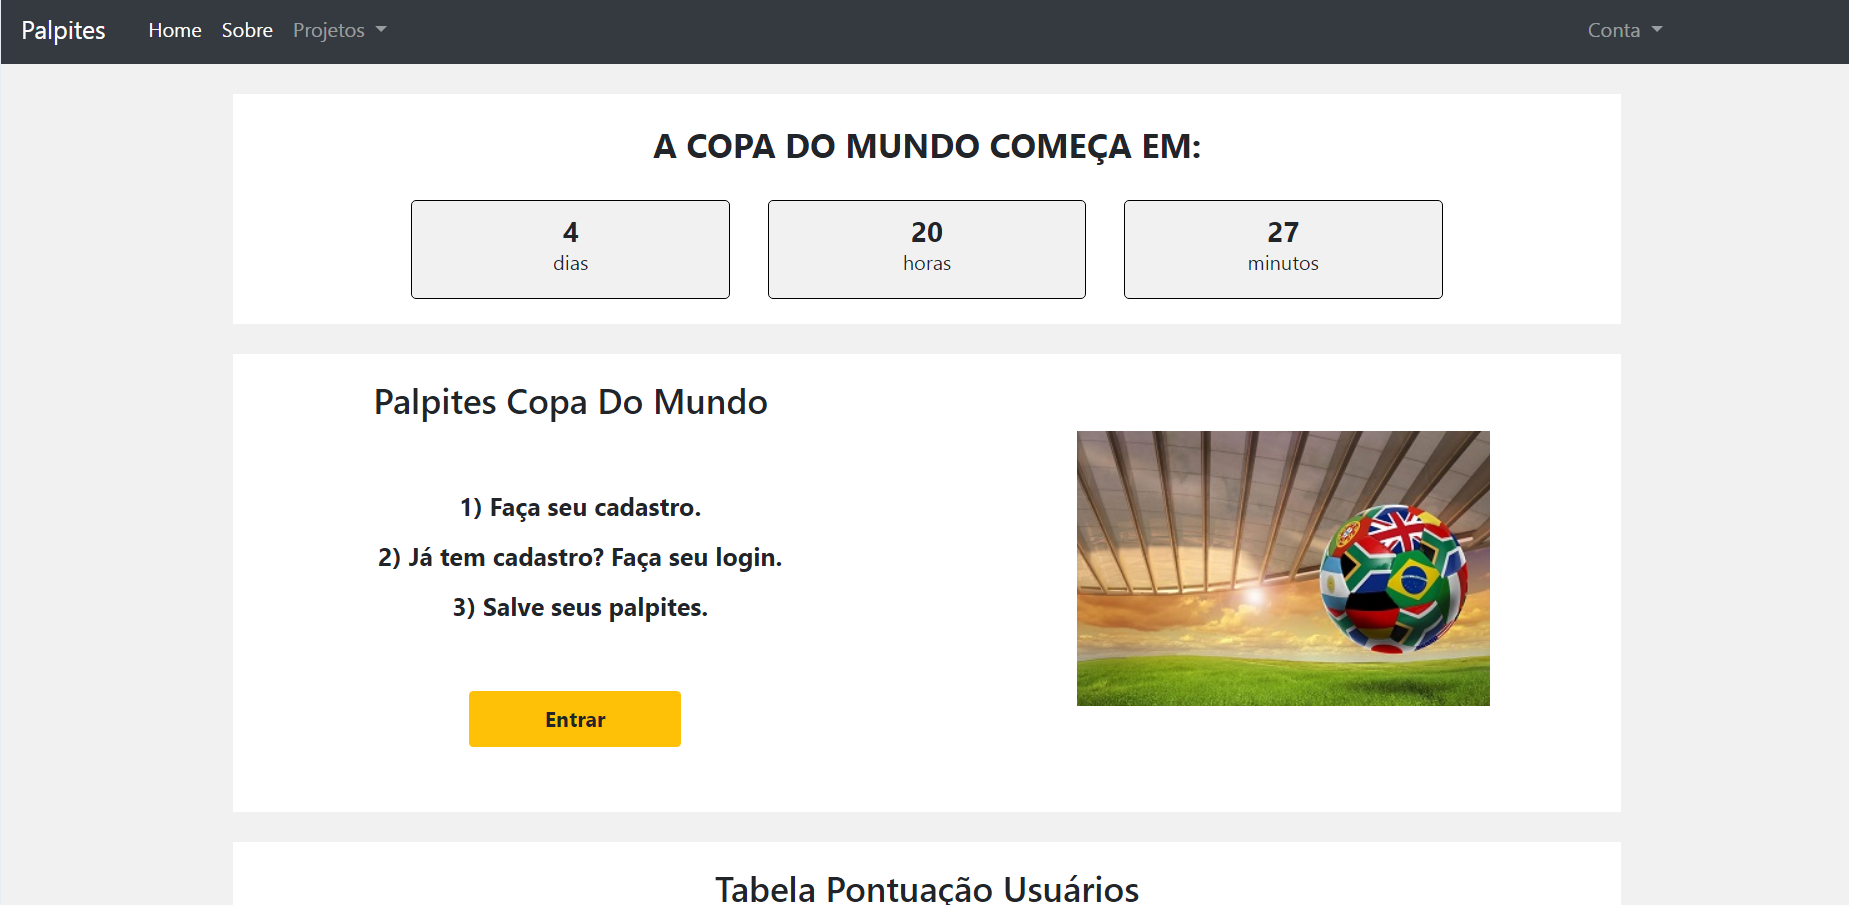 Palpites Home Sobre Projetos Conta
A COPA DO MUNDO COMEÇA EM:
4 20 27
dias horas minutos
Palpites Copa Do Mundo
1) Faça seu cadastro.
2) Já tem cadastro? Faça seu login.
3) Salve seus palpites.
Entrar
Tabela Pontuação Usuários